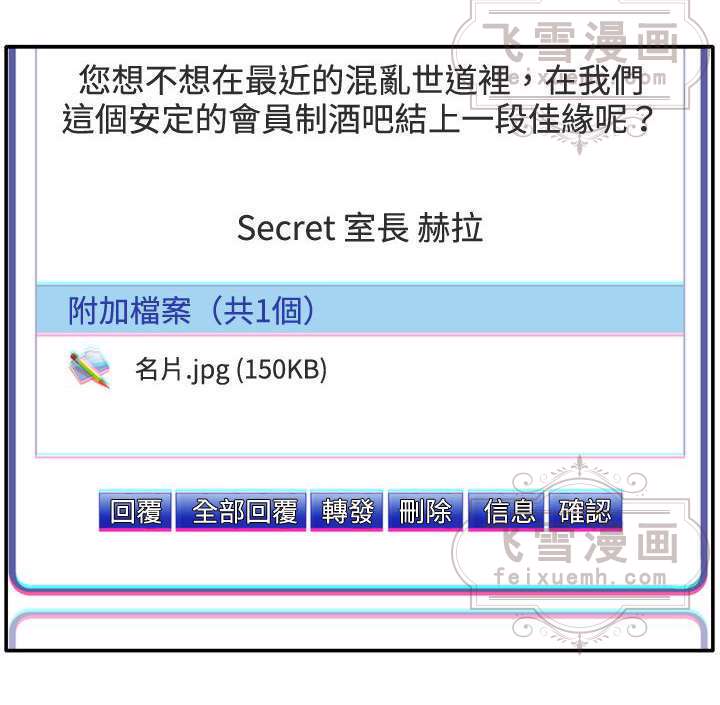 飞雪漫画
feixuemh.com
您想不想在最近的混亂世道裡，在我們
這個安定的會員制酒吧結上一段佳緣呢？
Secret 室長 赫拉
附加檔案（共1個）
名片.jpg (150KB)
回覆 全部回覆 轉發 刪除 信息 確認
飞雪漫画
feixuemh.com